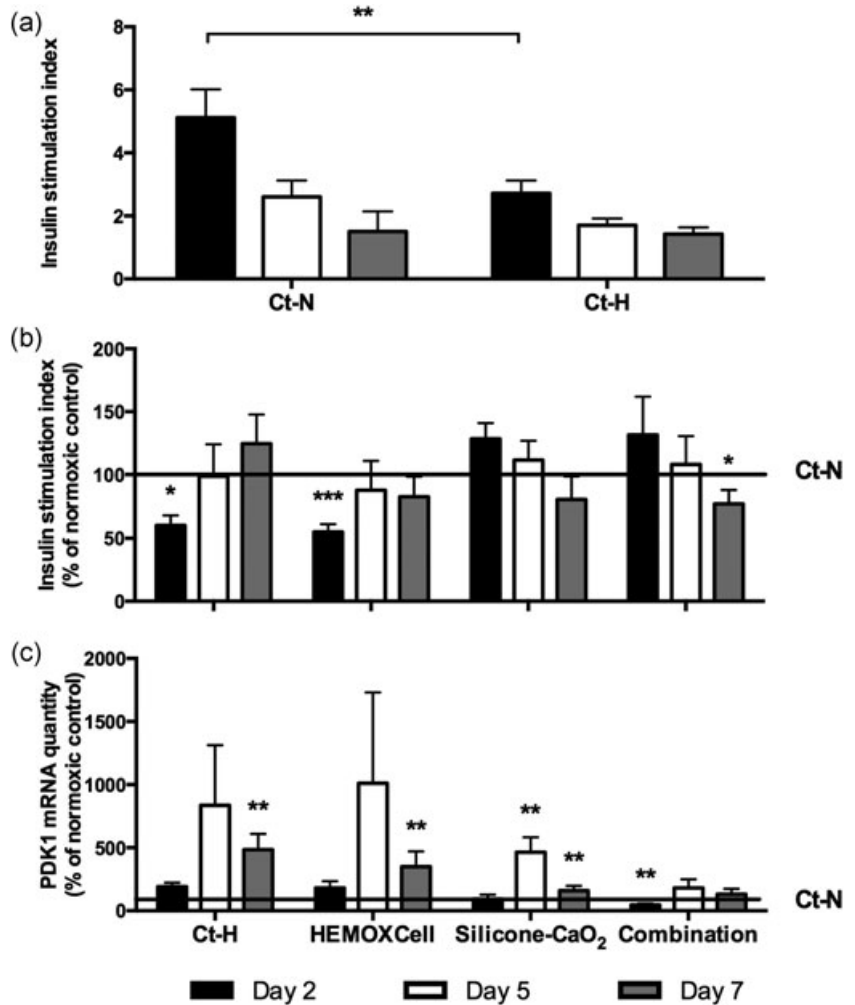 (a)
**
Insulin stimulation index
8
6
4
2
0
Ct-N
Ct-H
(b)
Insulin stimulation index
(% of normoxic control)
200
150
100
50
0
*
***
*
Ct-N
(c)
PDK1 mRNA quantity
(% of normoxic control)
2000
1500
1000
500
0
**
**
**
**
**
Ct-N
Ct-H HEMOXCell Silicone-CaO₂ Combination
Day 2 Day 5 Day 7